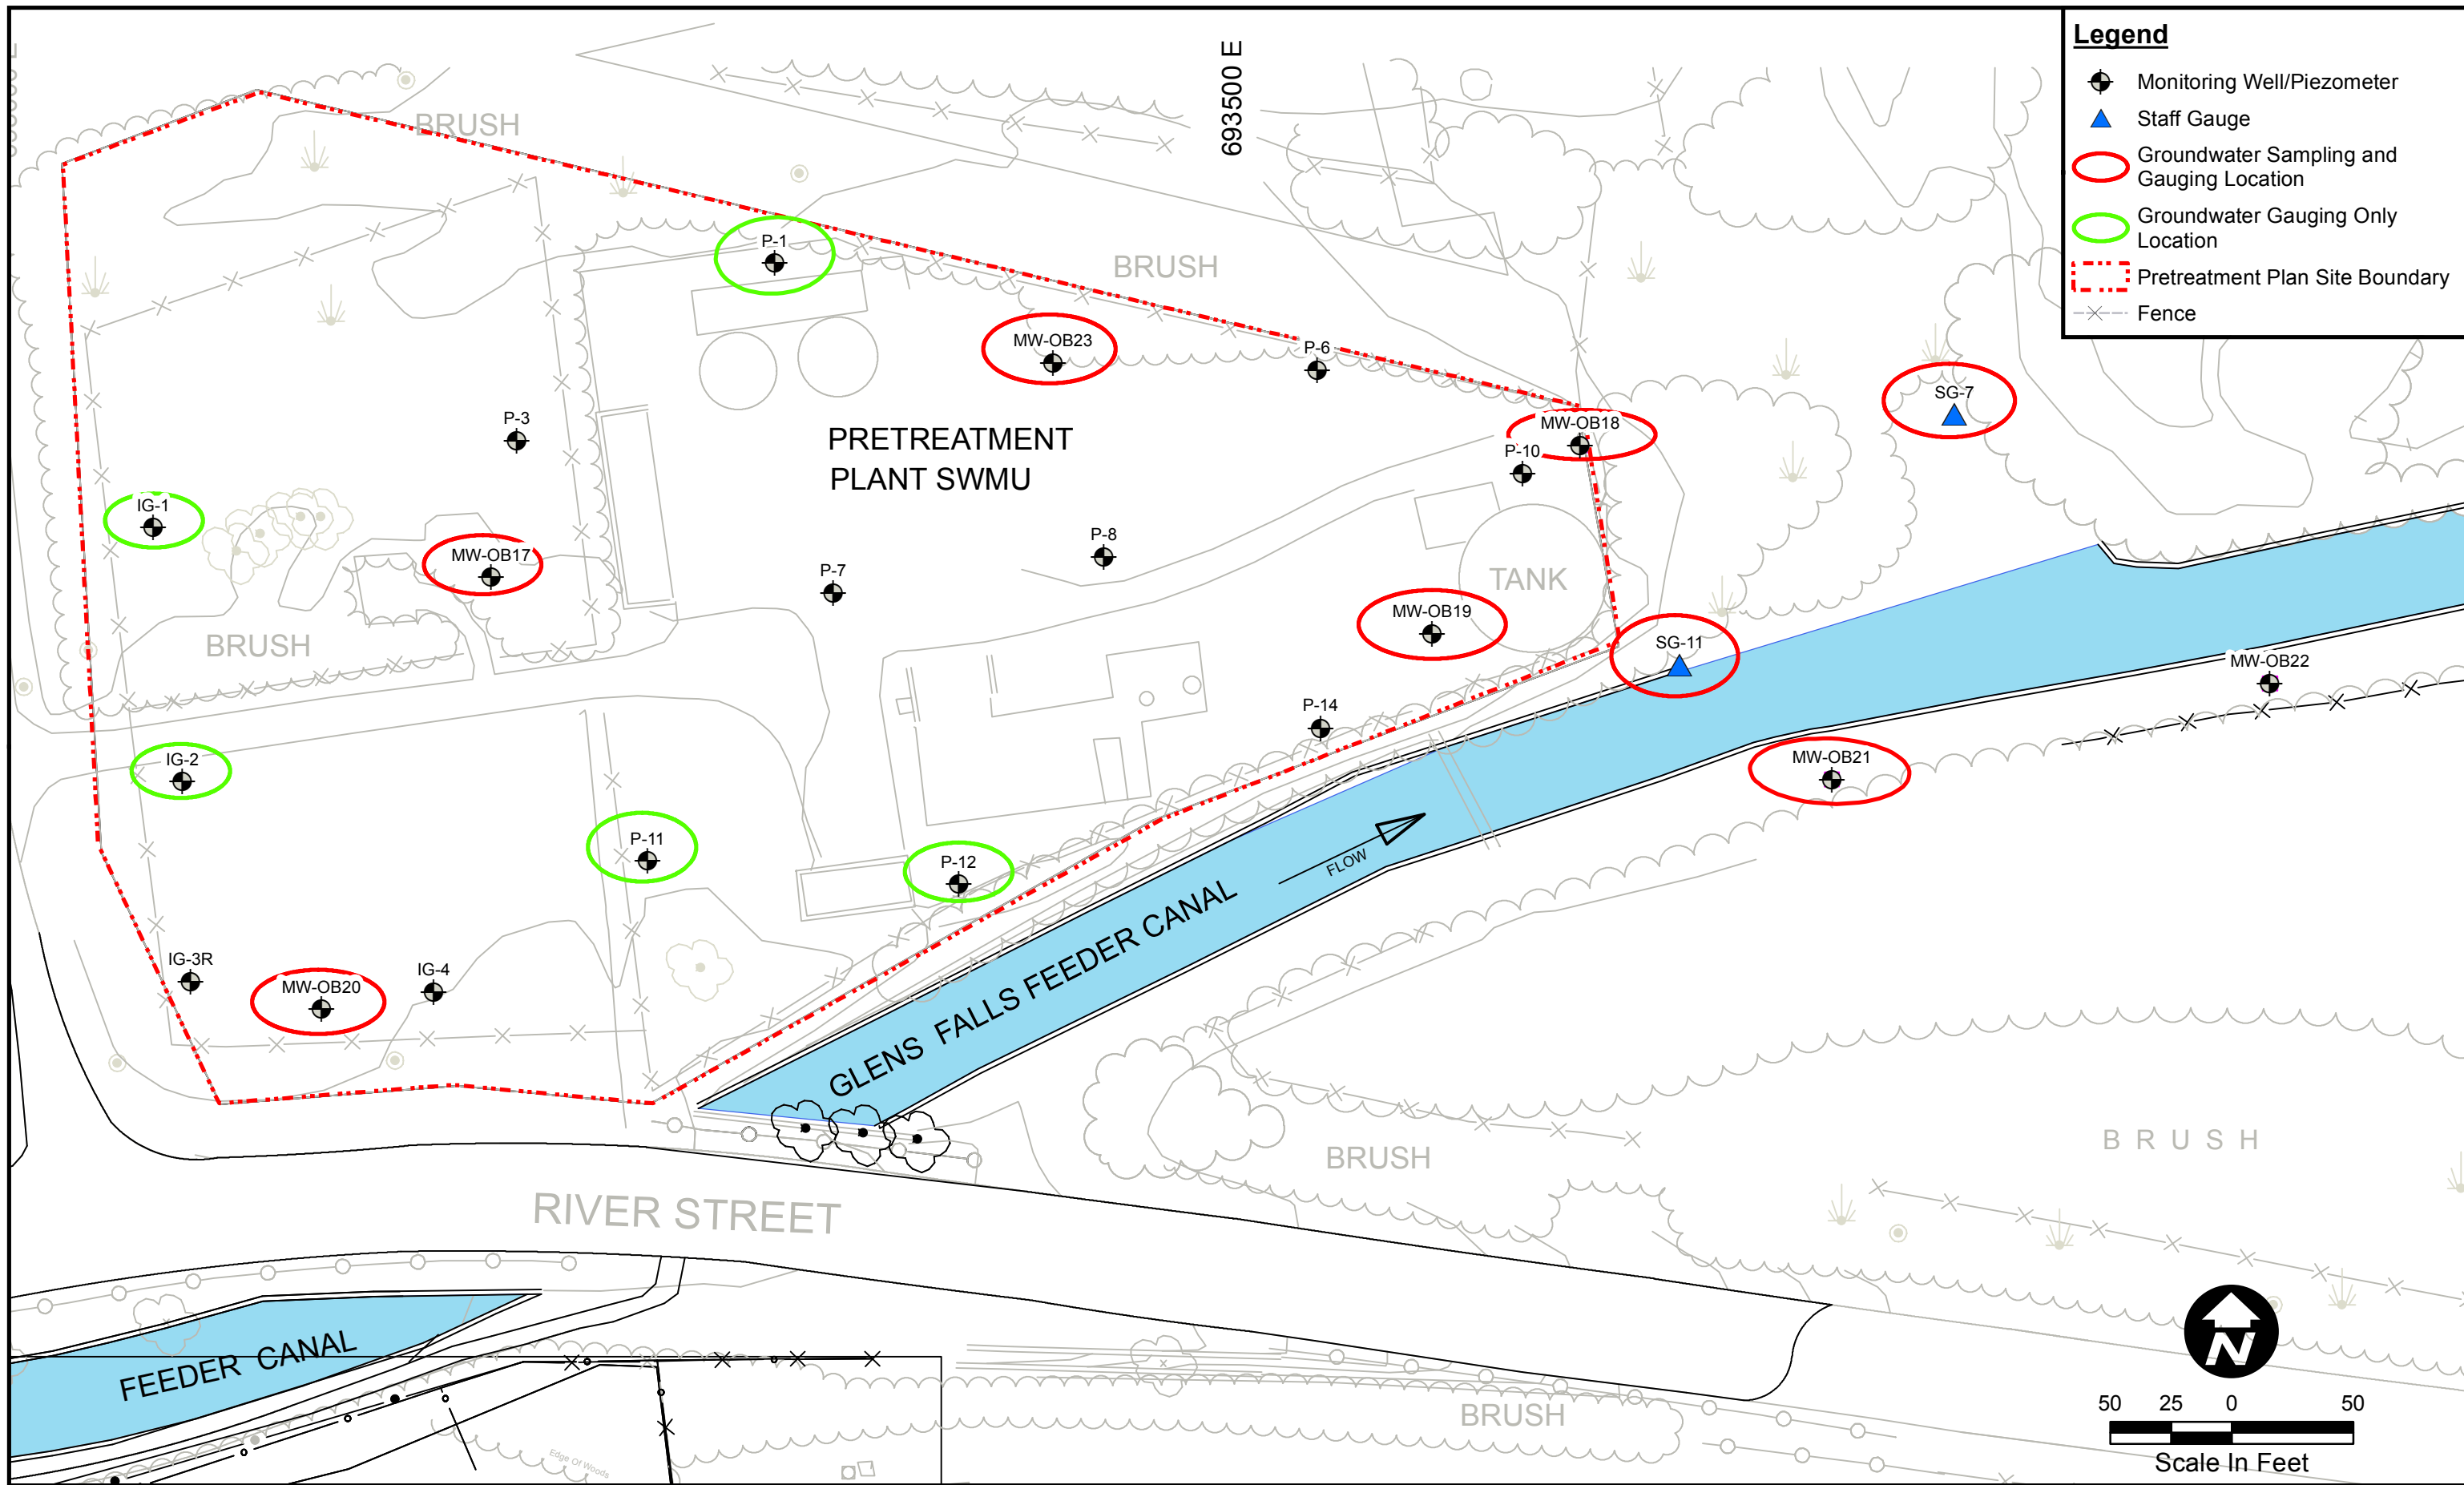 Legend
Monitoring Well/Piezometer
Staff Gauge
Groundwater Sampling and
Gauging Location
Groundwater Gauging Only
Location
Pretreatment Plan Site Boundary
Fence
693500 E
BRUSH
P-1
BRUSH
MW-OB23
P-6
SG-7
P-3
MW-OB18
PRETREATMENT
PLANT SWMU
P-10
IG-1
MW-OB17
P-8
P-7
TANK
MW-OB19
BRUSH
SG-11
MW-OB22
P-14
IG-2
MW-OB21
P-11
P-12
FLOW
GLENS FALLS FEEDER CANAL
IG-3R
MW-OB20
IG-4
BRUSH
BRUSH
RIVER STREET
FEEDER CANAL
BRUSH
Edge Of Woods
N
50 25 0 50
Scale In Feet